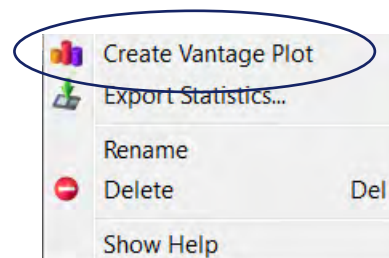 Create Vantage Plot
Export Statistics...
Rename
Delete Del
Show Help